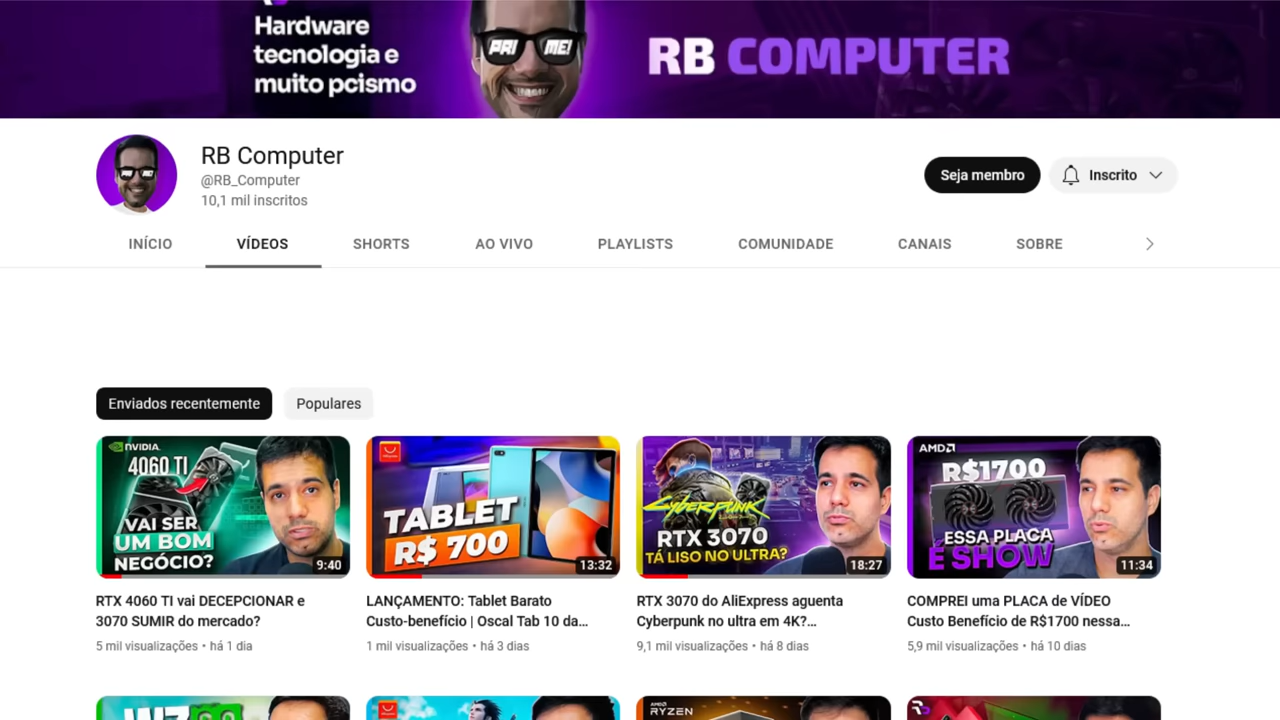 Hardware
tecnologia e
muito pcismo
PRI ME!
RB COMPUTER
RB Computer
@RB_Computer
10,1 mil inscritos
Seja membro
Inscrito
INÍCIO VÍDEOS SHORTS AO VIVO PLAYLISTS COMUNIDADE CANAIS SOBRE
Enviados recentemente Populares
NVIDIA.
4060 TI
VAI SER
UM BOM
NEGÓCIO?
9:40
TABLET
R$ 700
13:32
CYBERPUNK
RTX 3070
TÁ LISO NO ULTRA?
18:27
AMD
R$1700
ESSA PLACA
É SHOW
11:34
RTX 4060 TI vai DECEPCIONAR e
3070 SUMIR do mercado?
5 mil visualizações • há 1 dia
LANÇAMENTO: Tablet Barato
Custo-benefício | Oscal Tab 10 da…
1 mil visualizações • há 3 dias
RTX 3070 do AliExpress aguenta
Cyberpunk no ultra em 4K?…
9,1 mil visualizações • há 8 dias
COMPREI uma PLACA de VÍDEO
Custo Benefício de R$1700 nessa…
5,9 mil visualizações • há 10 dias
AMD
RYZEN